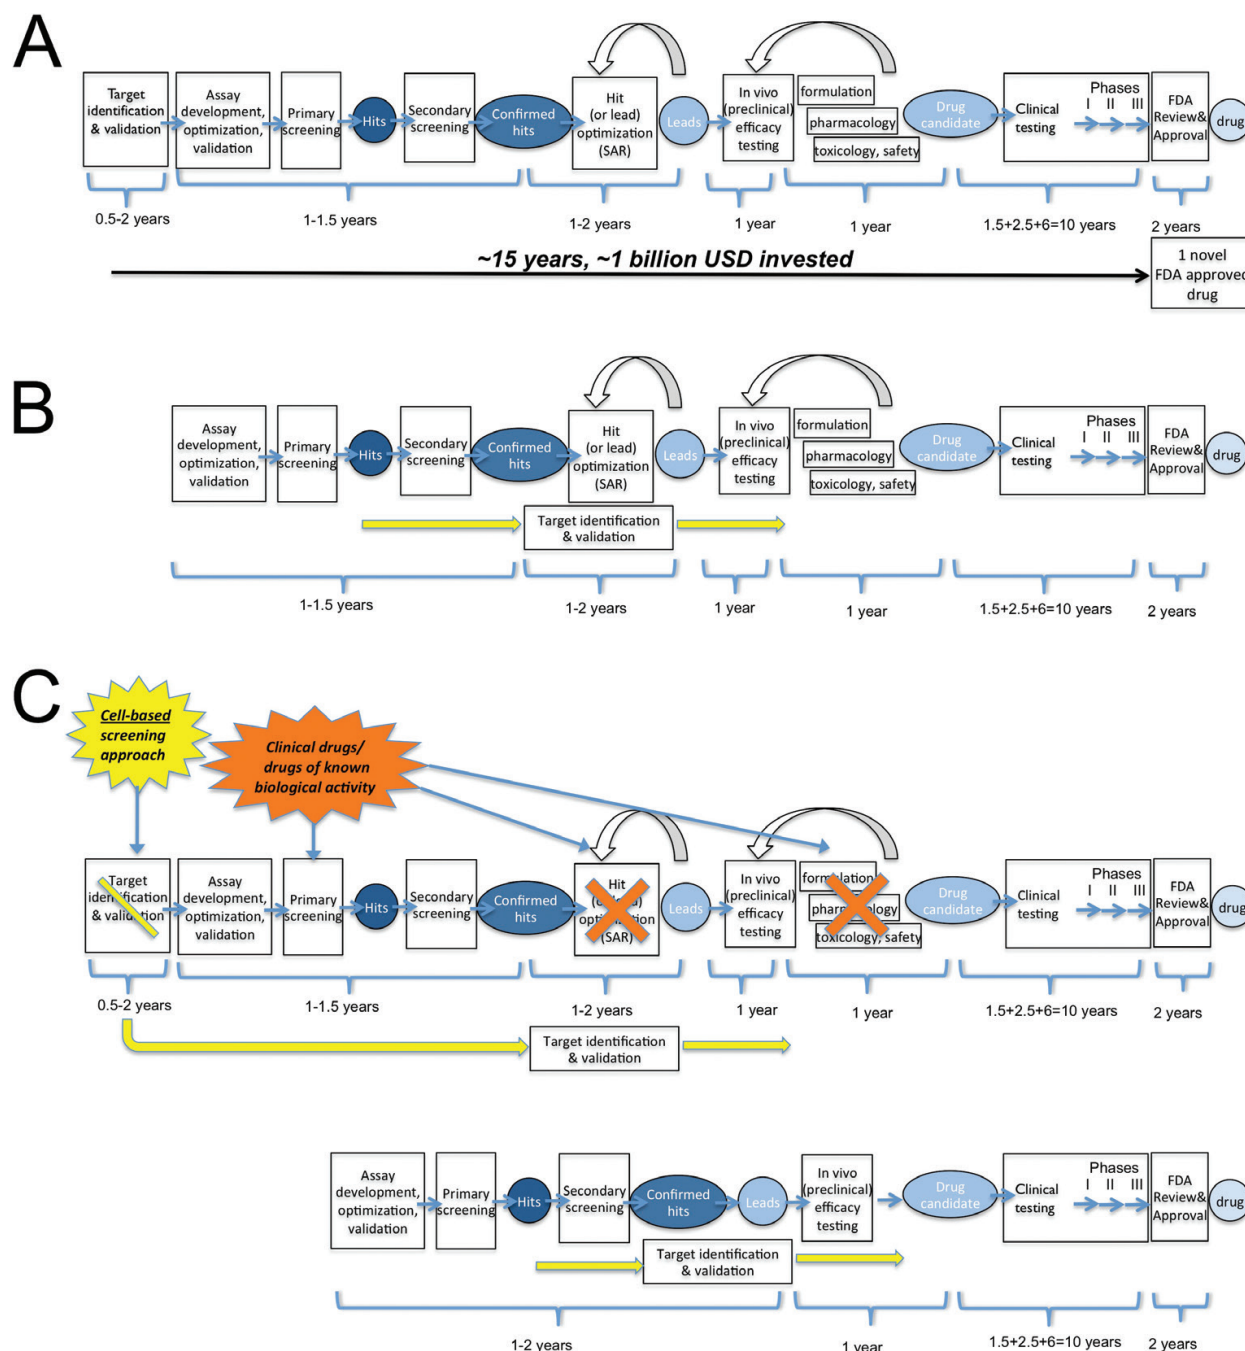 A
Target
identification
& validation
Assay
development,
optimization,
validation
Primary
screening
Hits
Secondary
screening
Confirmed
hits
Hit
(or lead)
optimization
(SAR)
Leads
In vivo
(preclinical)
efficacy
testing
formulation
pharmacology
toxicology, safety
Drug
candidate
Clinical
testing
Phases
I II III
FDA
Review&
Approval
drug
0.5-2 years
1-1.5 years
1-2 years
1 year
1 year
1.5+2.5+6=10 years
2 years
~15 years, ~1 billion USD invested
1 novel
FDA approved
drug
B
Assay
development,
optimization,
validation
Primary
screening
Hits
Secondary
screening
Confirmed
hits
Hit
(or lead)
optimization
(SAR)
Leads
In vivo
(preclinical)
efficacy
testing
formulation
pharmacology
toxicology, safety
Drug
candidate
Clinical
testing
Phases
I II III
FDA
Review&
Approval
drug
Target identification
& validation
1-1.5 years
1-2 years
1 year
1 year
1.5+2.5+6=10 years
2 years
C
Cell-based
screening
approach
Clinical drugs/
drugs of known
biological activity
Target
identification
& validation
Assay
development,
optimization,
validation
Primary
screening
Hits
Secondary
screening
Confirmed
hits
Hit
(or lead)
optimization
(SAR)
Leads
In vivo
(preclinical)
efficacy
testing
formulation
pharmacology
toxicology, safety
Drug
candidate
Clinical
testing
Phases
I II III
FDA
Review&
Approval
drug
0.5-2 years
1-1.5 years
1-2 years
1 year
1 year
1.5+2.5+6=10 years
2 years
Target identification
& validation
Assay
development,
optimization,
validation
Primary
screening
Hits
Secondary
screening
Confirmed
hits
Leads
In vivo
(preclinical)
efficacy
testing
Drug
candidate
Clinical
testing
Phases
I II III
FDA
Review&
Approval
drug
Target identification
& validation
1-2 years
1 year
1.5+2.5+6=10 years
2 years